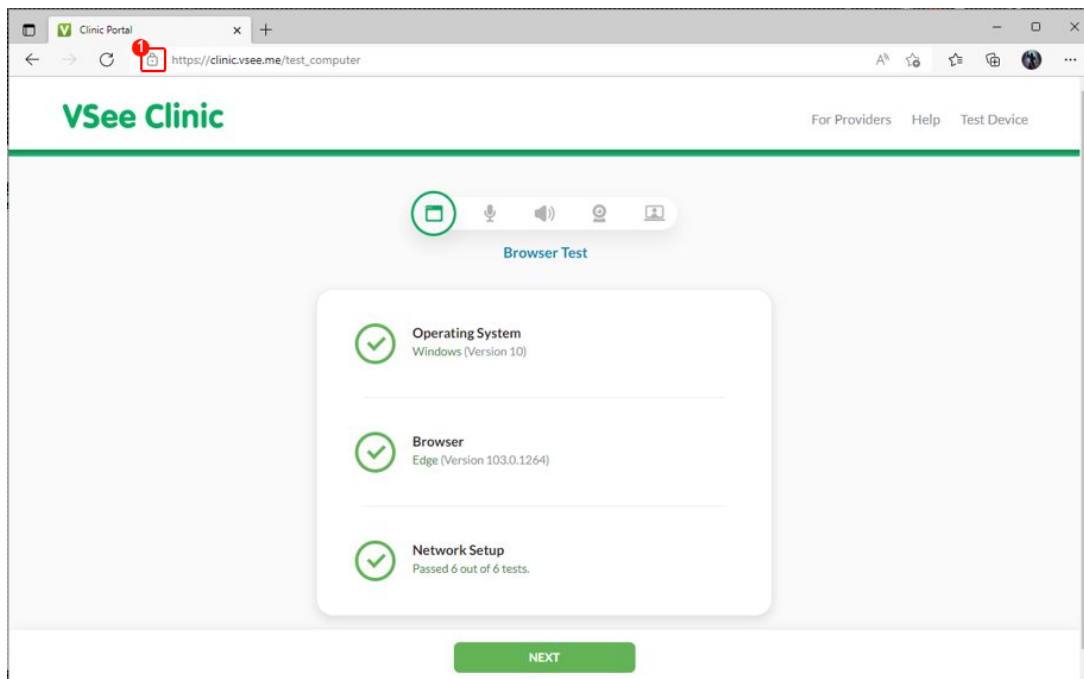 Clinic Portal
1
https://clinic.vsee.me/test_computer
VSee Clinic
For Providers Help Test Device
Browser Test
Operating System
Windows (Version 10)
Browser
Edge (Version 103.0.1264)
Network Setup
Passed 6 out of 6 tests.
NEXT